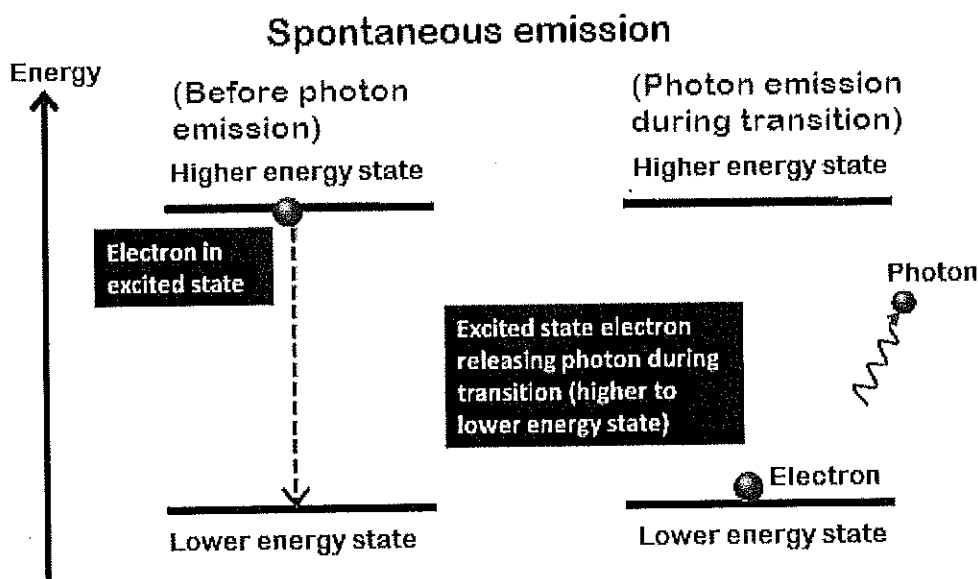 Spontaneous emission
Energy
(Before photon
emission)
Higher energy state
Electron in
excited state
Lower energy state
(Photon emission
during transition)
Higher energy state
Photon
Excited state electron
releasing photon during
transition (higher to
lower energy state)
Electron
Lower energy state